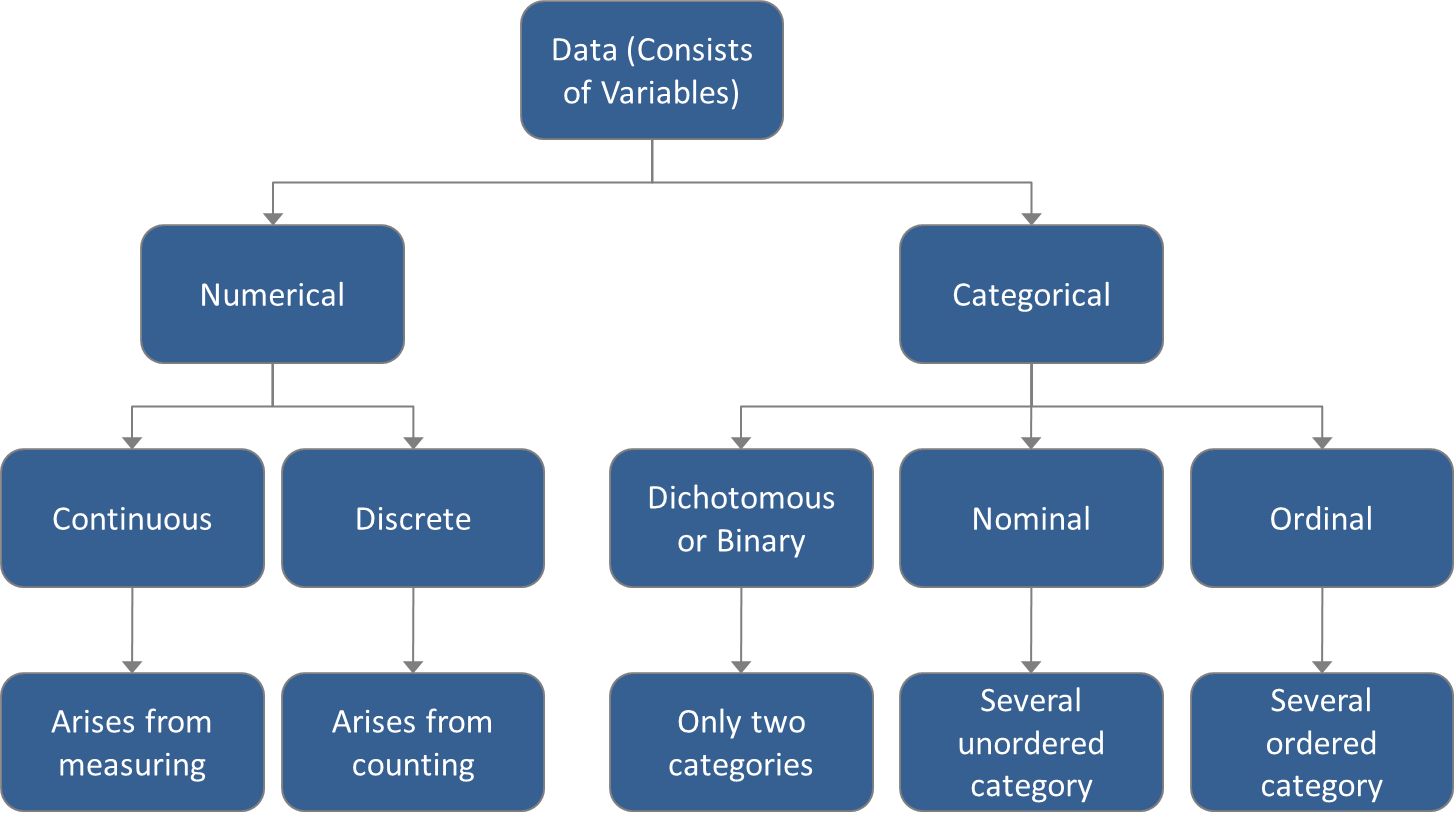 Data (Consists
of Variables)
Numerical
Categorical
Continuous
Discrete
Dichotomous
or Binary
Nominal
Ordinal
Arises from
measuring
Arises from
counting
Only two
categories
Several
unordered
category
Several
ordered
category